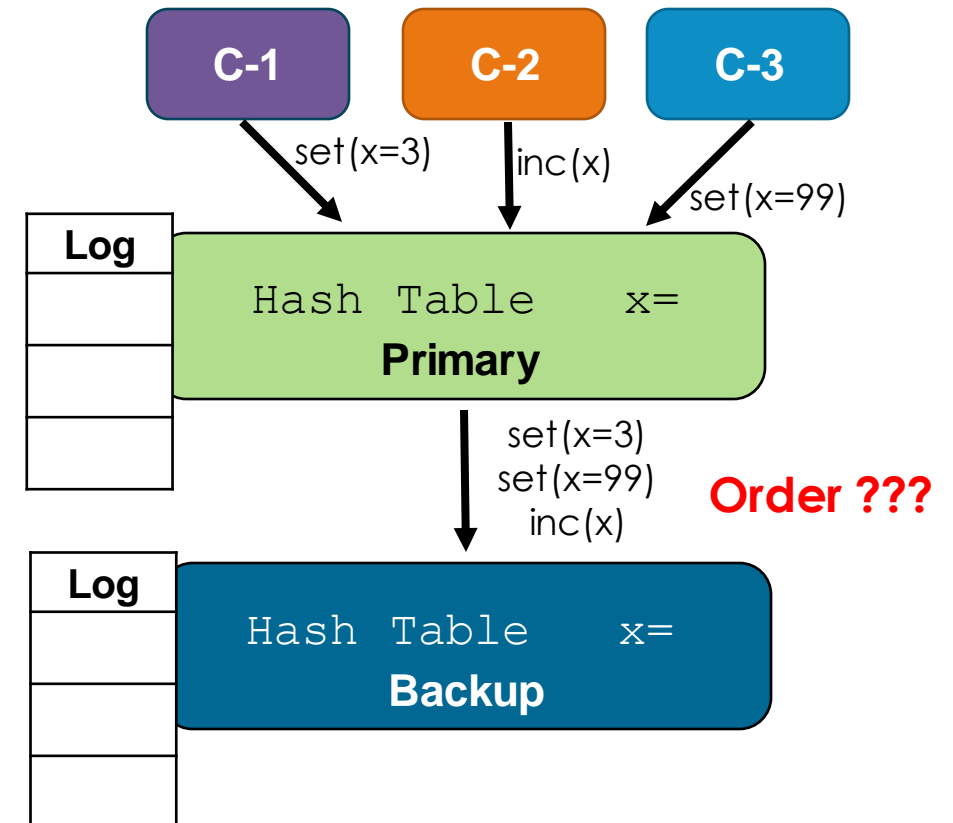 C-1
C-2
C-3
set(x=3)
inc(x)
set(x=99)
Log
Hash Table x=
Primary
set(x=3)
set(x=99)
inc(x)
Order ???
Log
Hash Table x=
Backup